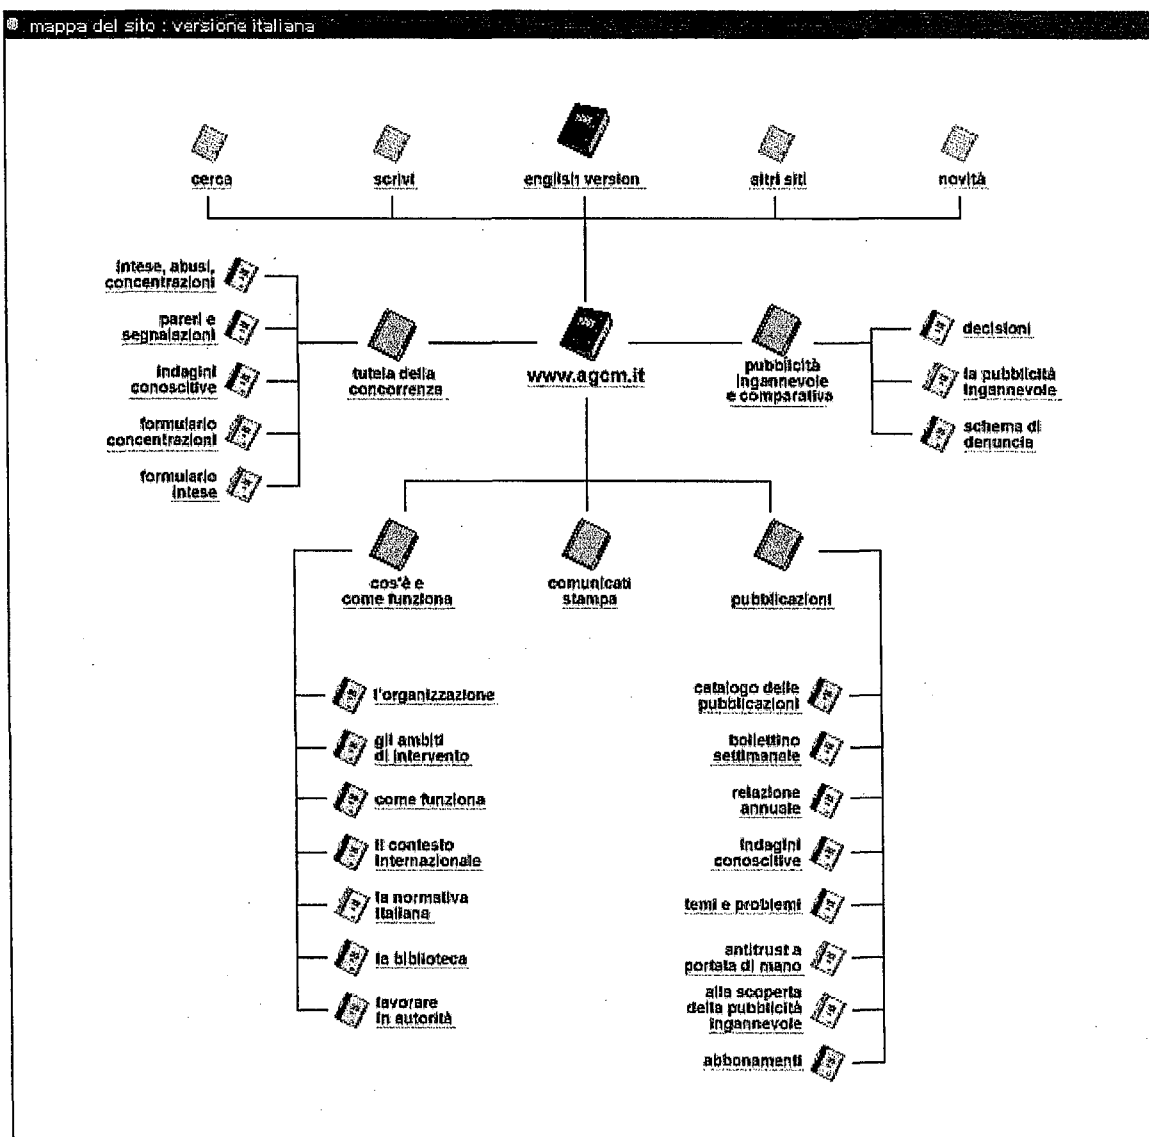 mappa del sito : versione italiana
cerca
scrivi
english version
altri siti
novità
intese, abusi,
concentrazioni
pareri e
segnalazioni
indagini
conoscitive
formulario
concentrazioni
formulario
intese
tutela della
concorrenza
www.agcm.it
pubblicità
ingannevole
e comparativa
decisioni
la pubblicità
ingannevole
schema di
denuncia
cos'è e
come funziona
comunicati
stampa
pubblicazioni
l'organizzazione
gli ambiti
di intervento
come funziona
il contesto
internazionale
la normativa
italiana
la biblioteca
lavorare
in autorità
catalogo delle
pubblicazioni
bollettino
settimanale
relazione
annuale
indagini
conoscitive
temi e problemi
antitrust a
portata di mano
alla scoperta
della pubblicità
ingannevole
abbonamenti